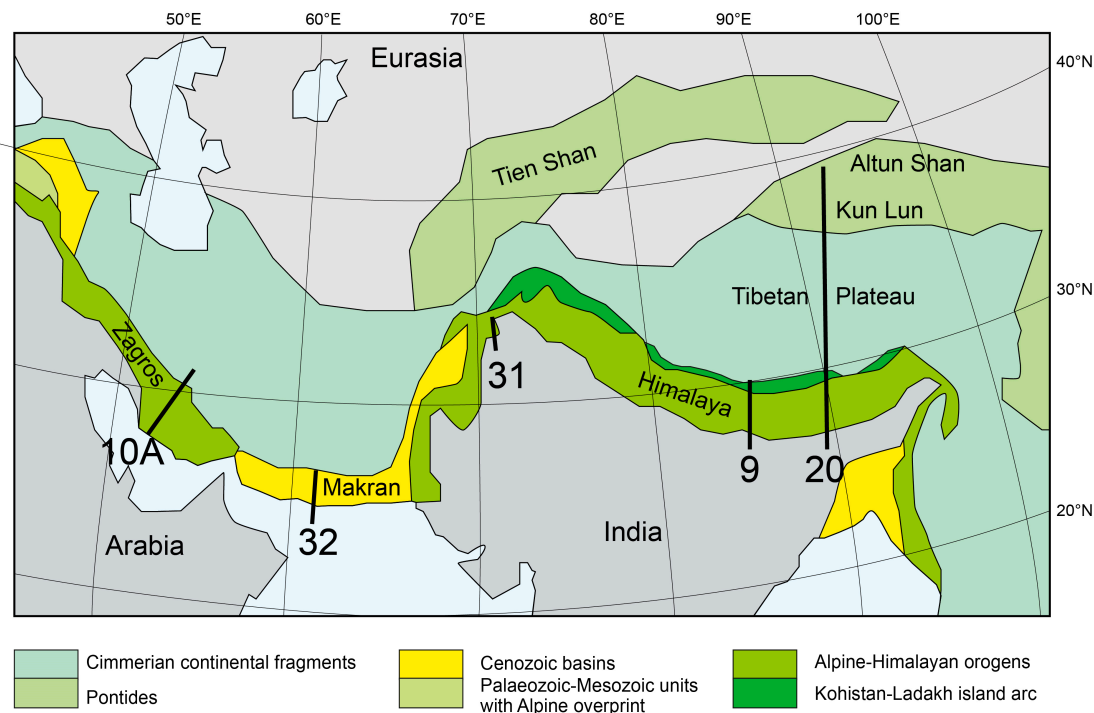 50°E 60°E 70°E 80°E 90°E 100°E
40°N
Eurasia
Tien Shan
Altun Shan
Kun Lun
30°N
Tibetan Plateau
Zagros
31
Himalaya
10A
9
20
Makran
20°N
32
India
Arabia
Cimmerian continental fragments
Pontides
Cenozoic basins
Palaeozoic-Mesozoic units
with Alpine overprint
Alpine-Himalayan orogens
Kohistan-Ladakh island arc